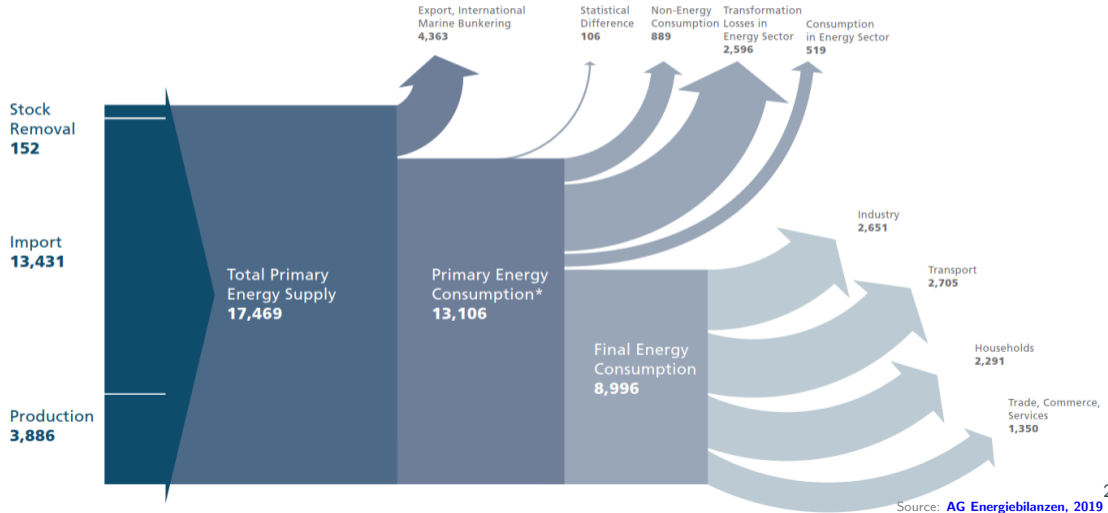 Export, International
Marine Bunkering
4,363
Statistical
Difference
106
Non-Energy
Consumption
889
Transformation
Losses in
Energy Sector
2,596
Consumption
in Energy Sector
519
Stock
Removal
152
Import
13,431
Production
3,886
Total Primary
Energy Supply
17,469
Primary Energy
Consumption*
13,106
Final Energy
Consumption
8,996
Industry
2,651
Transport
2,705
Households
2,291
Trade, Commerce,
Services
1,350
2
Source: AG Energiebilanzen, 2019